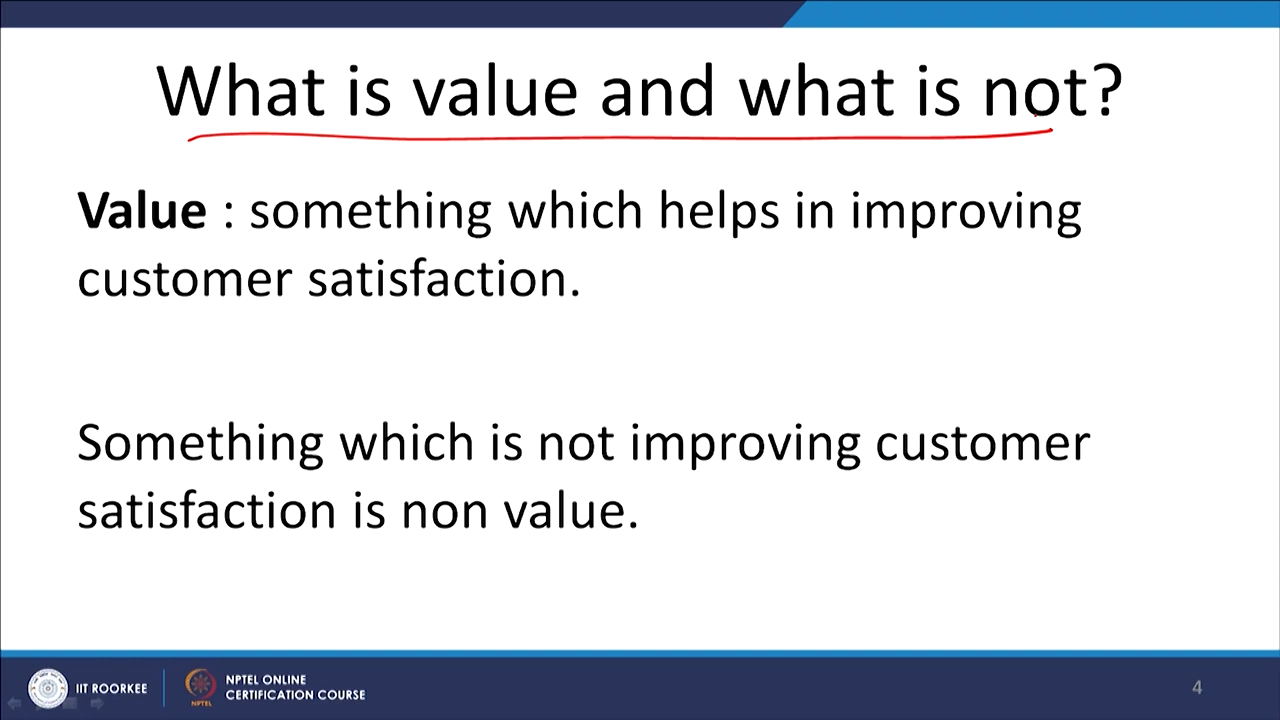 What is value and what is not?
Value : something which helps in improving
customer satisfaction.
Something which is not improving customer
satisfaction is non value.
IIT ROORKEE
NPTEL ONLINE
CERTIFICATION COURSE
NPTEL
4